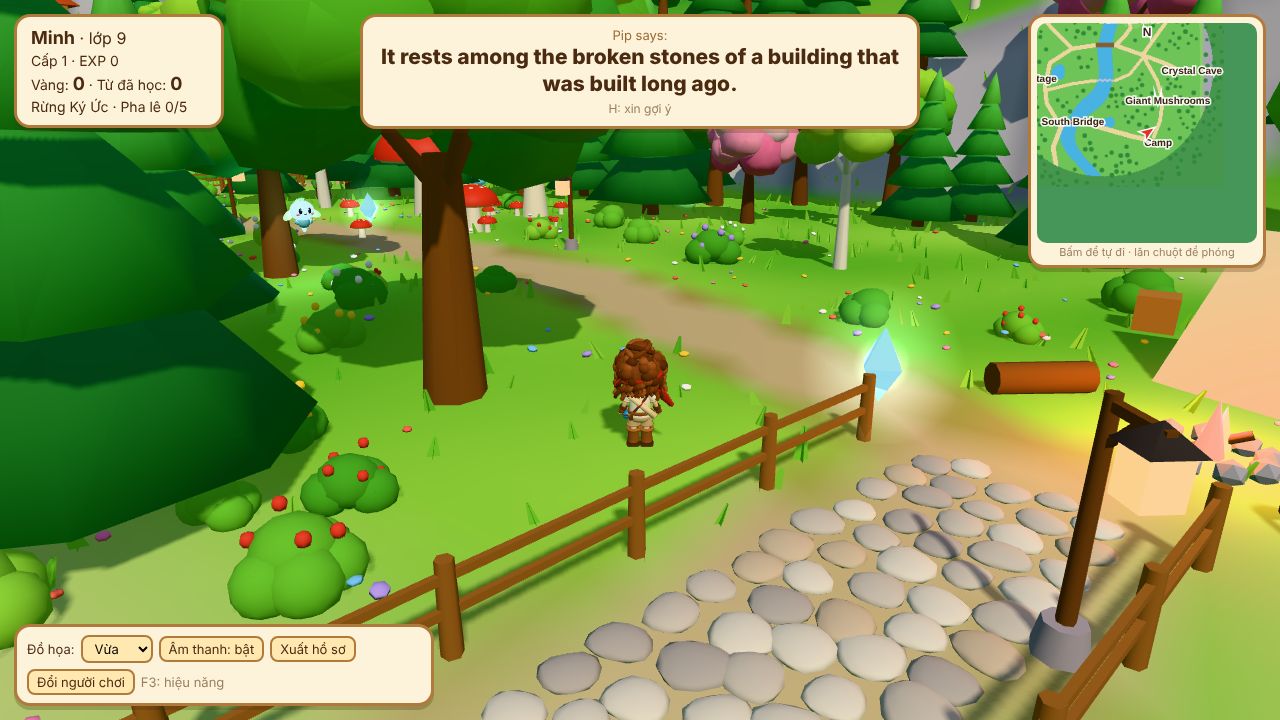 Minh · lớp 9
Cấp 1 · EXP 0
Vàng: 0 · Từ đã học: 0
Rừng Ký Ức · Pha lê 0/5
Pip says:
It rests among the broken stones of a building that
was built long ago.
H: xin gợi ý
N
Crystal Cave
tage
Giant Mushrooms
South Bridge
Camp
Bấm để tự đi · lăn chuột để phóng
Đồ họa: Vừa Âm thanh: bật Xuất hồ sơ
Đổi người chơi F3: hiệu năng